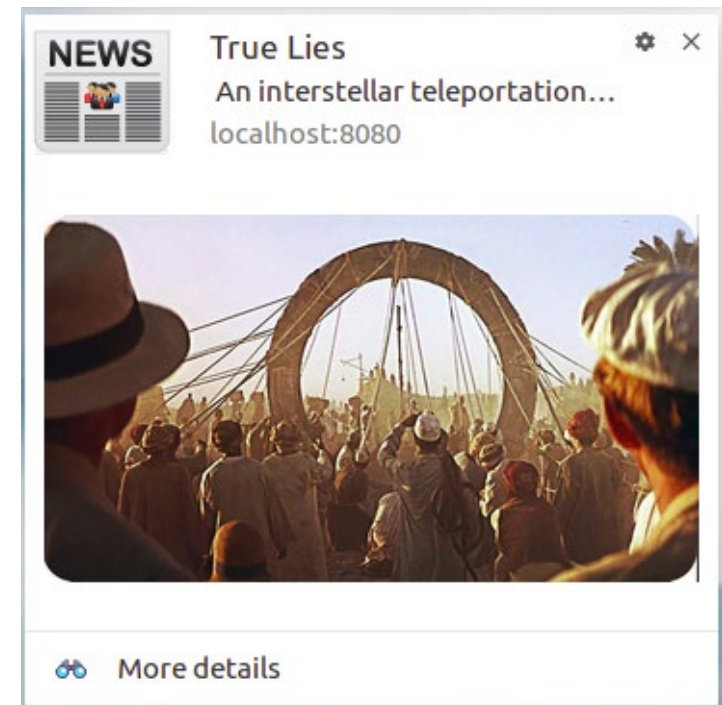 NEWS
True Lies
An interstellar teleportation...
localhost:8080
More details